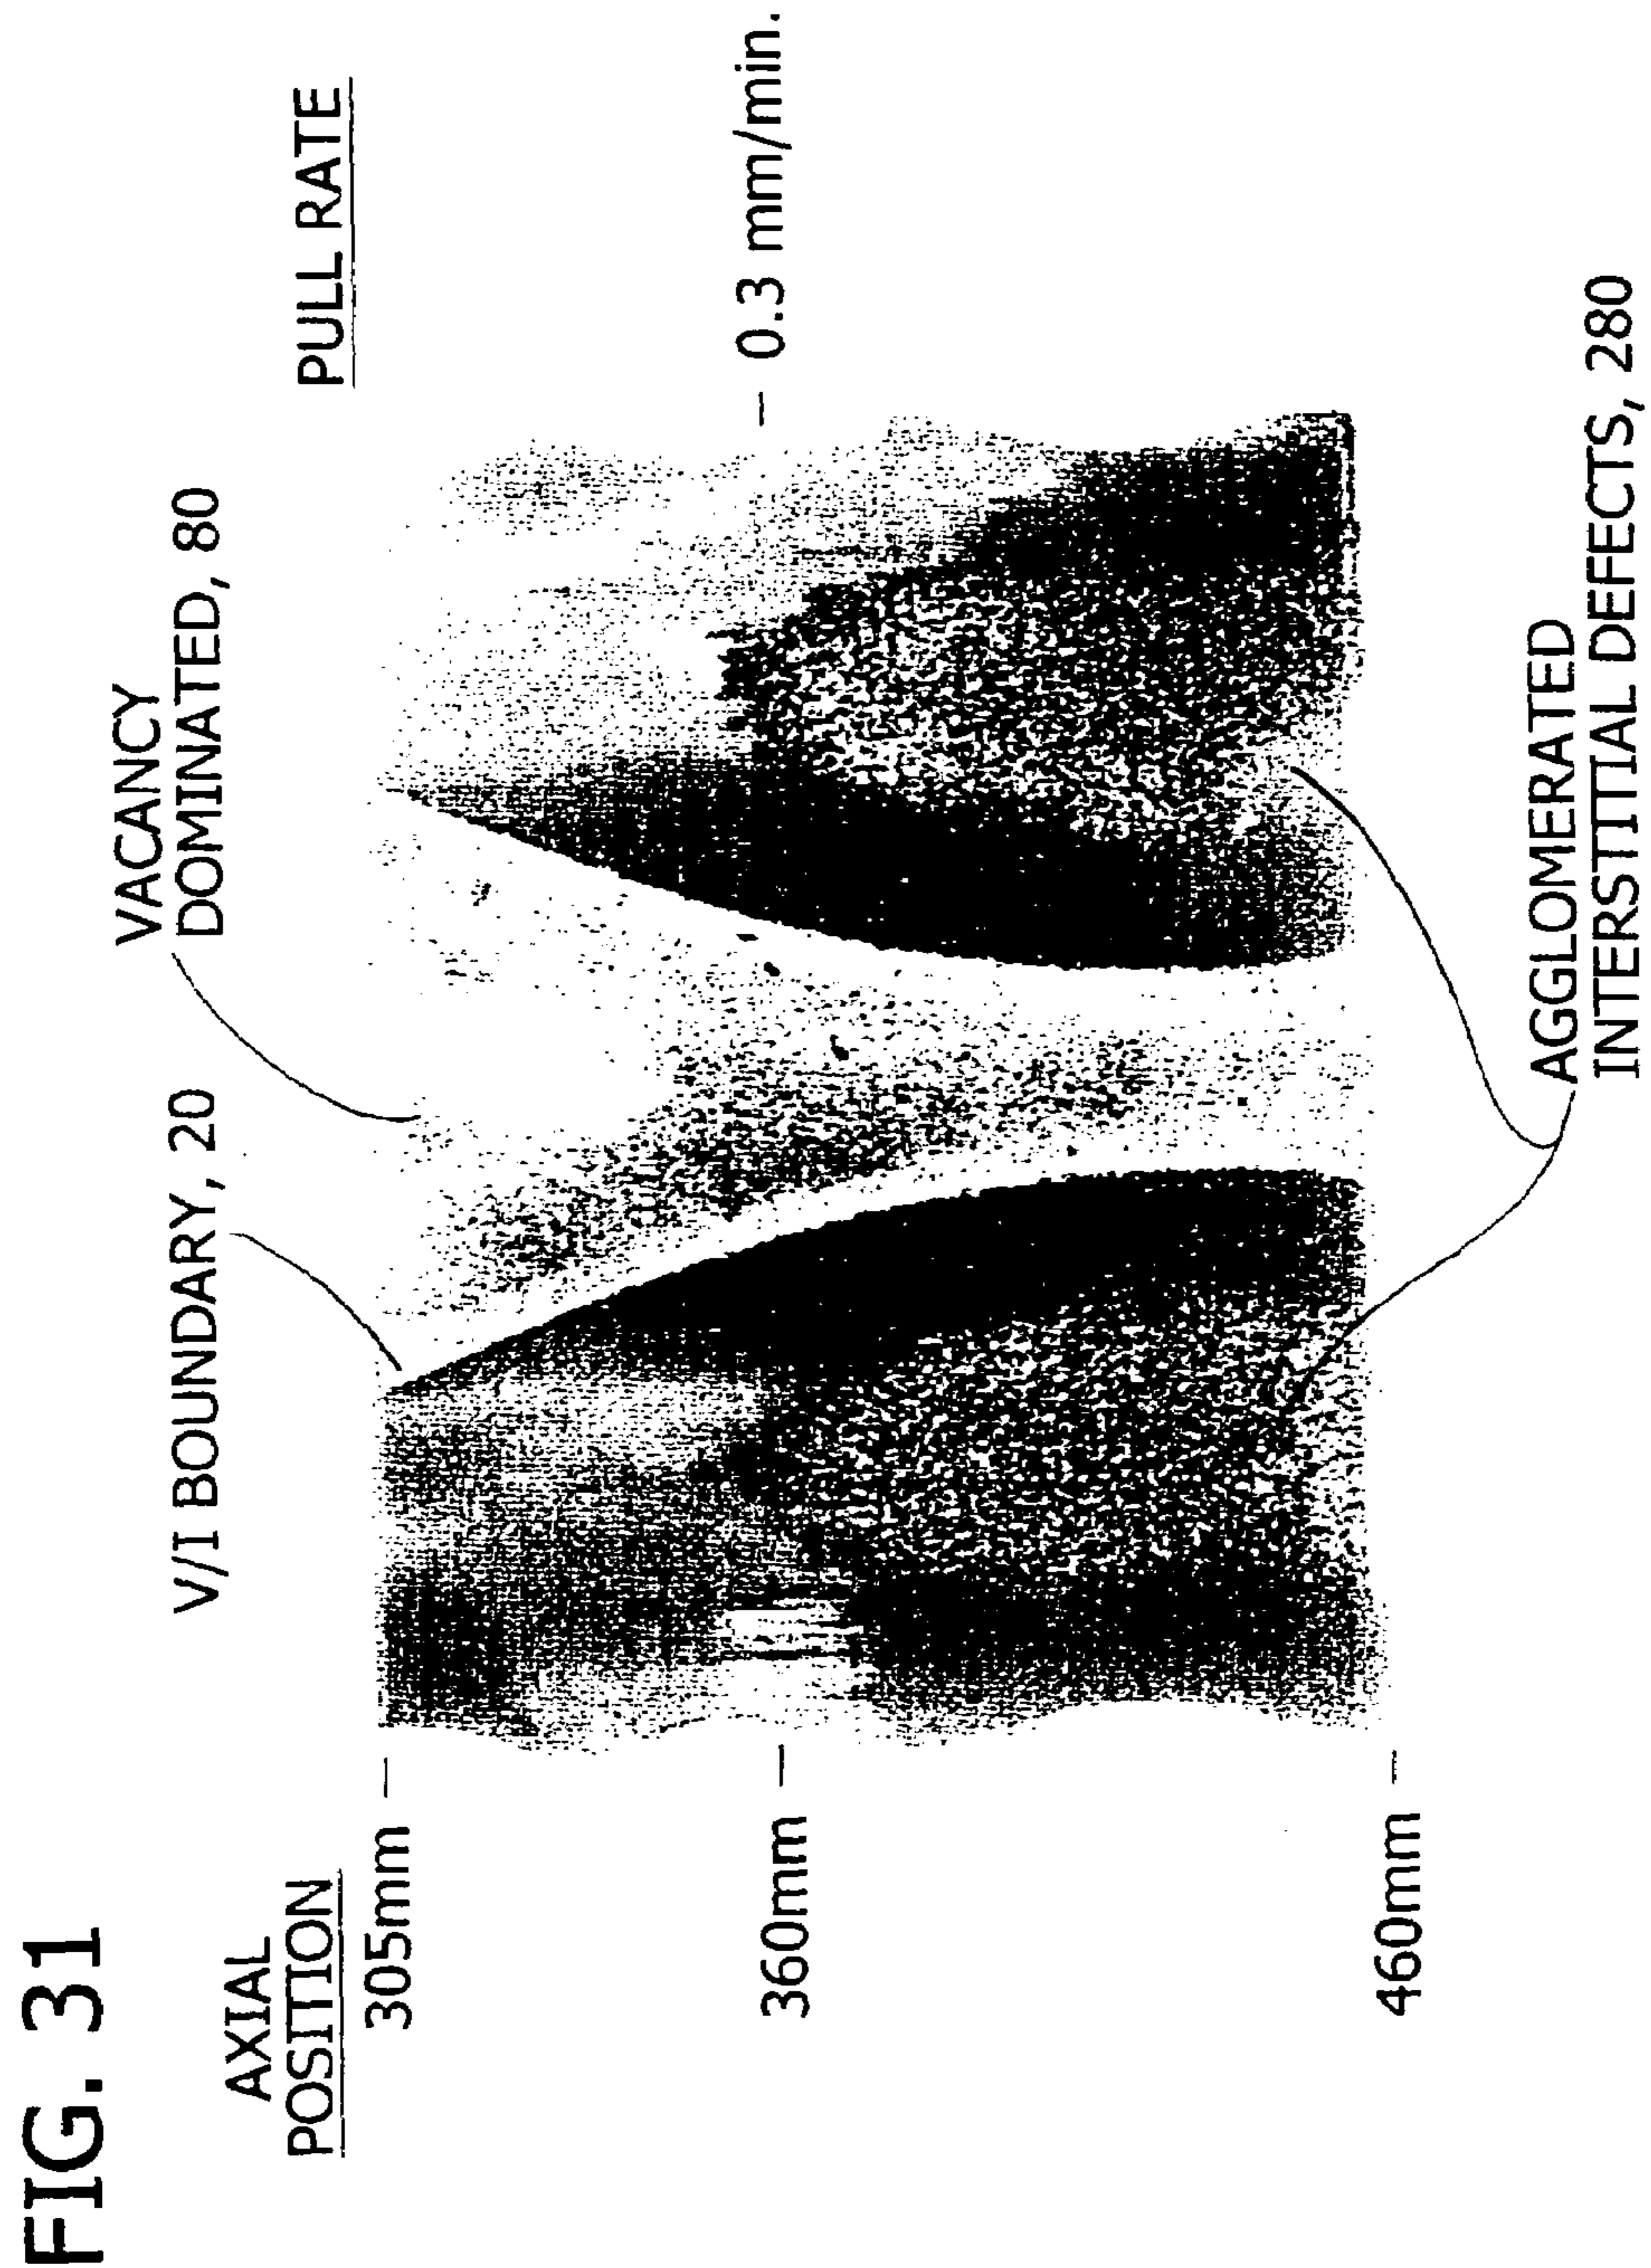 FIG. 31
AXIAL
POSITION
305mm
360mm
460mm
V/I BOUNDARY, 20
VACANCY
DOMINATED, 80
PULL RATE
0.3 mm/min.
AGGLOMERATED
INTERSTITIAL DEFECTS, 280